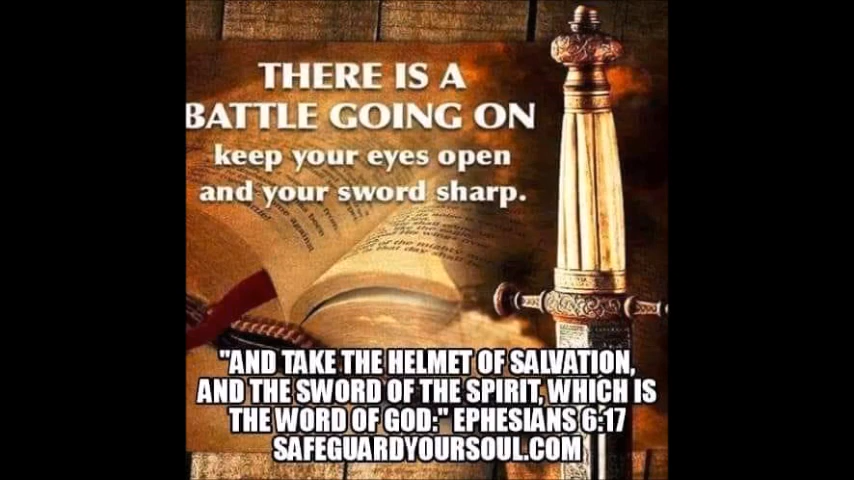 THERE IS A
BATTLE GOING ON
keep your eyes open
and your sword sharp.
"AND TAKE THE HELMET OF SALVATION,
AND THE SWORD OF THE SPIRIT, WHICH IS
THE WORD OF GOD:" EPHESIANS 6:17
SAFEGUARDYOURSOUL.COM